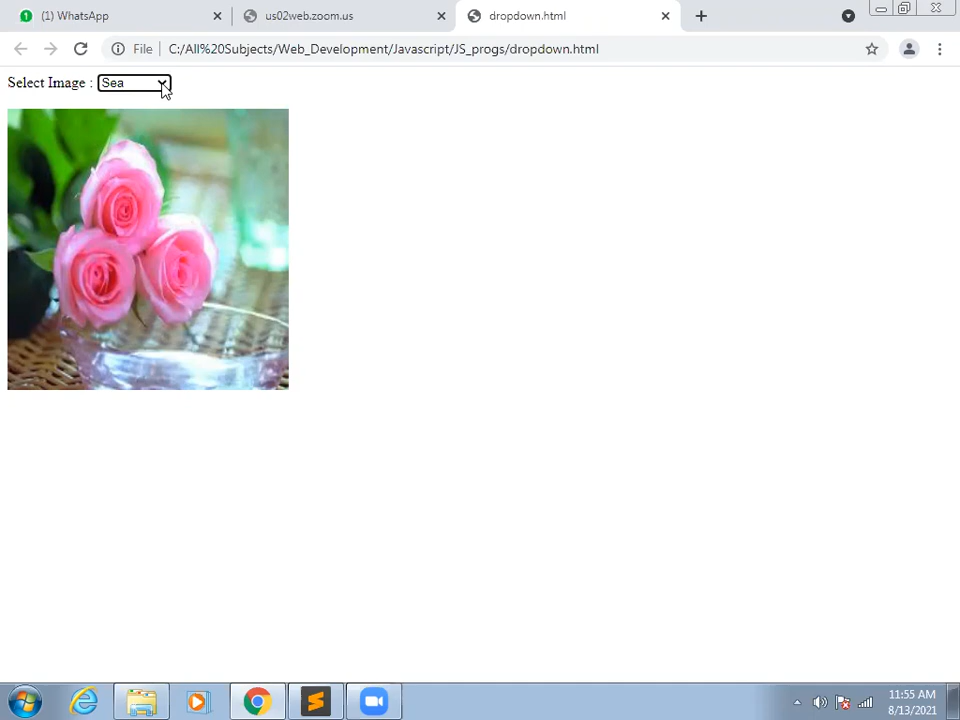 (1) WhatsApp
us02web.zoom.us
dropdown.html
File
C:/All%20Subjects/Web_Development/Javascript/JS_progs/dropdown.html
Select Image : Sea
11:55 AM
8/13/2021